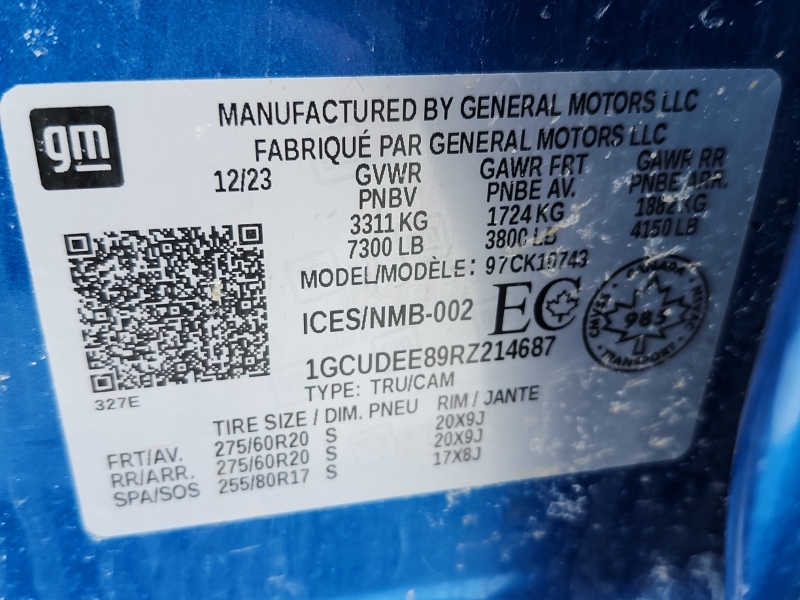 gm
MANUFACTURED BY GENERAL MOTORS LLC
FABRIQUÉ PAR GENERAL MOTORS LLC
12/23
GVWR
PNBV
3311 KG
7300 LB
GAWR FRT
PNBE AV.
1724 KG
3800 LB
GAWR RR
PNBE ARR.
1882 KG
4150 LB
MODEL/MODÈLE: 97CK10743
ICES/NMB-002
EC
CANADA
985
TRANSPORT
1GCUDEE89RZ214687
TYPE: TRU/CAM
327E
TIRE SIZE / DIM. PNEU RIM / JANTE
FRT/AV. 275/60R20 S 20X9J
RR/ARR. 275/60R20 S 20X9J
SPA/SOS 255/80R17 S 17X8J